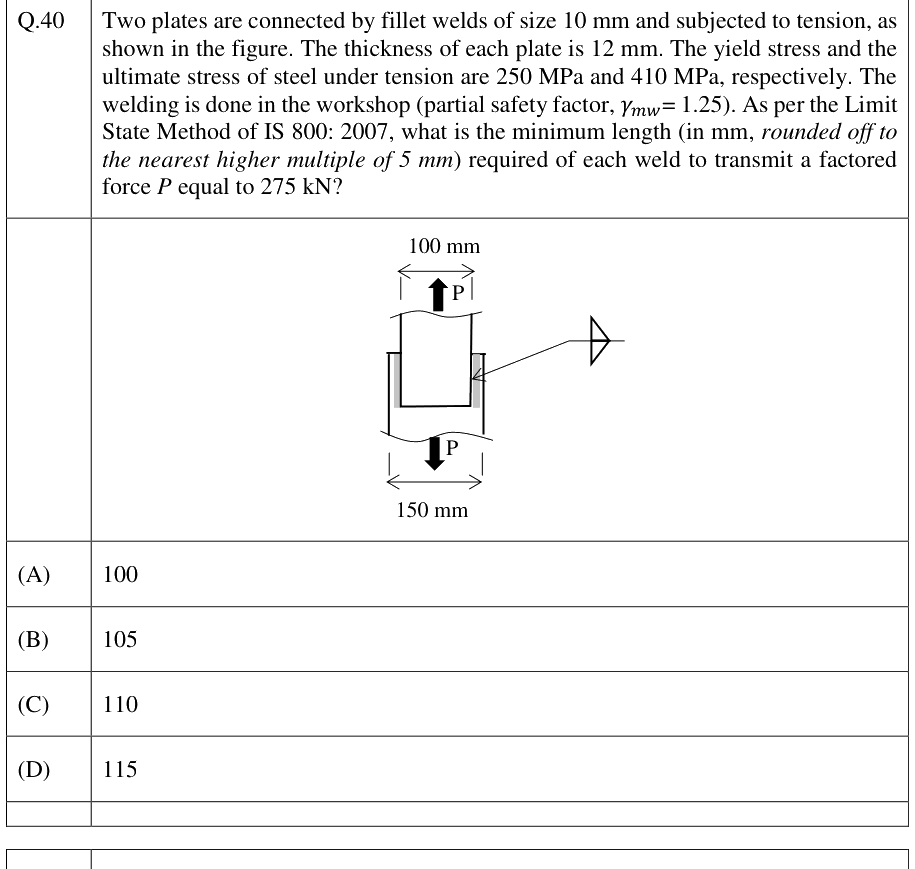 Q.40
Two plates are connected by fillet welds of size 10 mm and subjected to tension, as
shown in the figure. The thickness of each plate is 12 mm. The yield stress and the
ultimate stress of steel under tension are 250 MPa and 410 MPa, respectively. The
welding is done in the workshop (partial safety factor, γmw= 1.25). As per the Limit
State Method of IS 800: 2007, what is the minimum length (in mm, rounded off to
the nearest higher multiple of 5 mm) required of each weld to transmit a factored
force P equal to 275 kN?
100 mm
P
P
150 mm
(A) 100
(B) 105
(C) 110
(D) 115